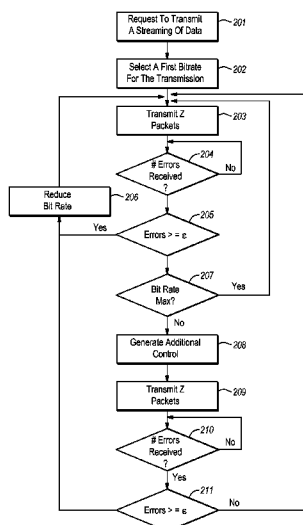 Request To Transmit
A Streaming Of Data
201
Select A First Bitrate
For The Transmission
202
Transmit Z
Packets
203
# Errors
Received
?
204
No
Reduce
Bit Rate
206
Errors > = ε
205
Yes
Bit Rate
Max?
207
Yes
No
Generate Additional
Control
208
Transmit Z
Packets
209
# Errors
Received
?
210
No
Yes
Errors > = ε
211
Yes
No